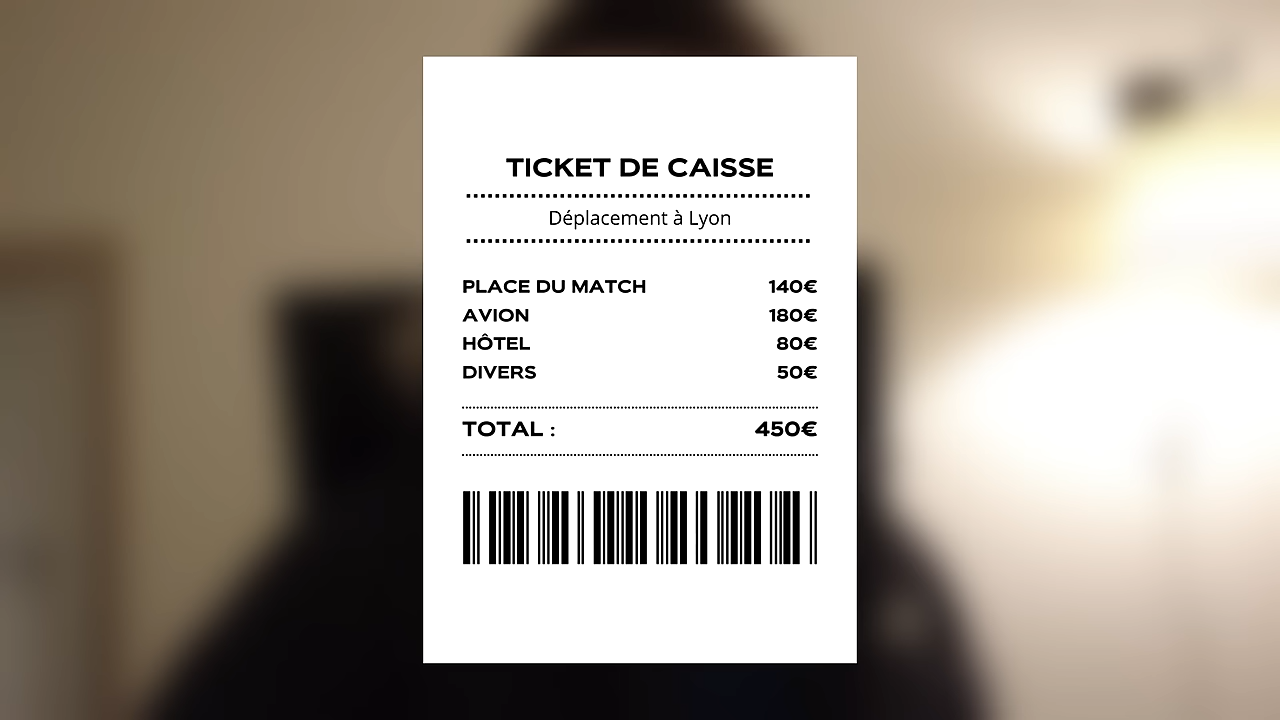 TICKET DE CAISSE
Déplacement à Lyon
PLACE DU MATCH 140€
AVION 180€
HÔTEL 80€
DIVERS 50€
TOTAL : 450€